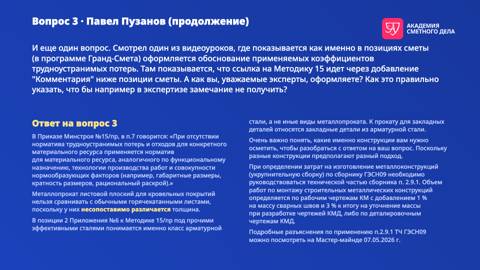 Вопрос 3 · Павел Пузанов (продолжение)
АКАДЕМИЯ
СМЕТНОГО ДЕЛА
И еще один вопрос. Смотрел один из видеоуроков, где показывается как именно в позициях сметы
(в программе Гранд-Смета) оформляется обоснование применяемых коэффициентов
трудноустранимых потерь. Там показывается, что ссылка на Методику 15 идет через добавление
"Комментария" ниже позиции сметы. А как вы, уважаемые эксперты, оформляете? Как это правильно
указать, что бы например в экспертизе замечание не получить?
Ответ на вопрос 3
В Приказе Минстроя №15/пр, в п.7 говорится: «При отсутствии
норматива трудноустранимых потерь и отходов для конкретного
материального ресурса применяется норматив
для материального ресурса, аналогичного по функциональному
назначению, технологии производства работ и совокупности
нормообразующих факторов (например, габаритные размеры,
кратность размеров, рациональный раскрой).»
Металлопрокат листовой плоский для кровельных покрытий
нельзя сравнивать с обычными горячекатаными листами,
поскольку у них несопоставимо различается толщина.
В позиции 2 Приложения №6 к Методике 15/пр под прочими
эффективными сталями понимается именно класс арматурной
стали, а не иные виды металлопроката. К прокату для закладных
деталей относятся закладные детали из арматурной стали.
Очень важно понять, какие именно конструкции вам нужно
осметить, чтобы разобраться с ответом на ваш вопрос. Поскольку
разные конструкции предполагают разный подход.
При определении затрат на изготовление металлоконструкций
(укрупнительную сборку) по сборнику ГЭСН09 необходимо
руководствоваться технической частью сборника п. 2.9.1. Объем
работ по монтажу строительных металлических конструкций
определяется по рабочим чертежам КМ с добавлением 1 %
на массу сварных швов и 3 % к итогу на уточнение массы
при разработке чертежей КМД, либо по деталировочным
чертежам КМД.
Подробные разъяснения по применению п.2.9.1 ТЧ ГЭСН09
можно посмотреть на Мастер-майнде 07.05.2026 г.